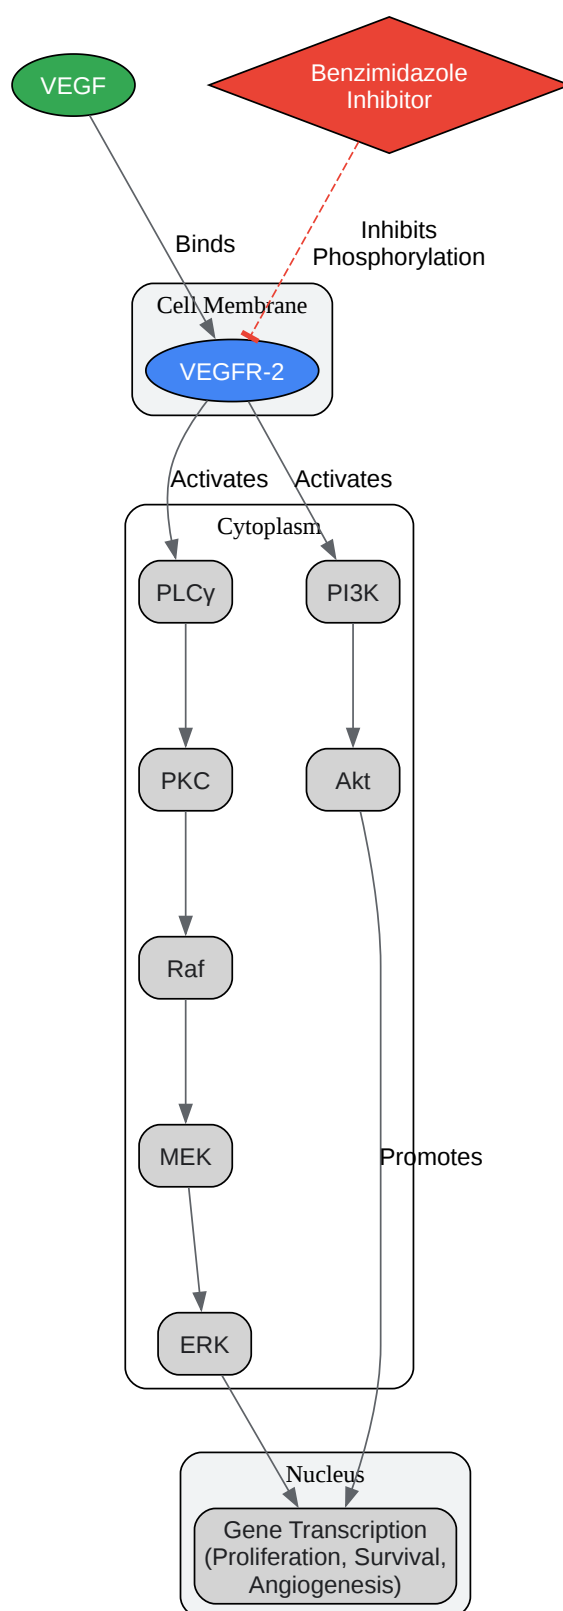 VEGF
Benzimidazole
Inhibitor
Binds
Inhibits
Phosphorylation
Cell Membrane
VEGFR-2
Activates
Activates
Cytoplasm
PLCγ
PI3K
PKC
Akt
Raf
MEK
Promotes
ERK
Nucleus
Gene Transcription
(Proliferation, Survival,
Angiogenesis)